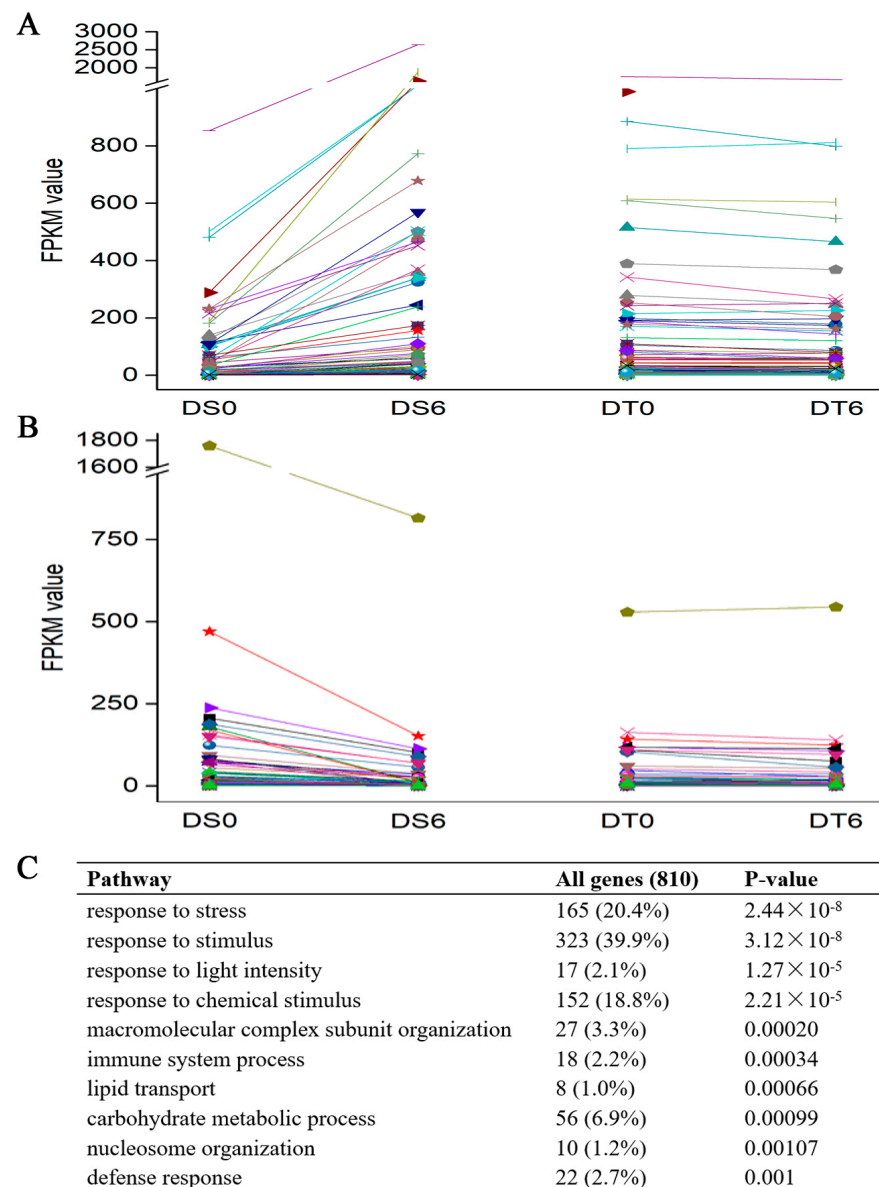 A
3000
2500
2000
800
600
400
200
0
FPKM value
DS0 DS6 DT0 DT6
B
1800
1600
750
500
250
0
FPKM value
DS0 DS6 DT0 DT6
C
Pathway All genes (810) P-value
response to stress 165 (20.4%) 2.44×10-8
response to stimulus 323 (39.9%) 3.12×10-8
response to light intensity 17 (2.1%) 1.27×10-5
response to chemical stimulus 152 (18.8%) 2.21×10-5
macromolecular complex subunit organization 27 (3.3%) 0.00020
immune system process 18 (2.2%) 0.00034
lipid transport 8 (1.0%) 0.00066
carbohydrate metabolic process 56 (6.9%) 0.00099
nucleosome organization 10 (1.2%) 0.00107
defense response 22 (2.7%) 0.001